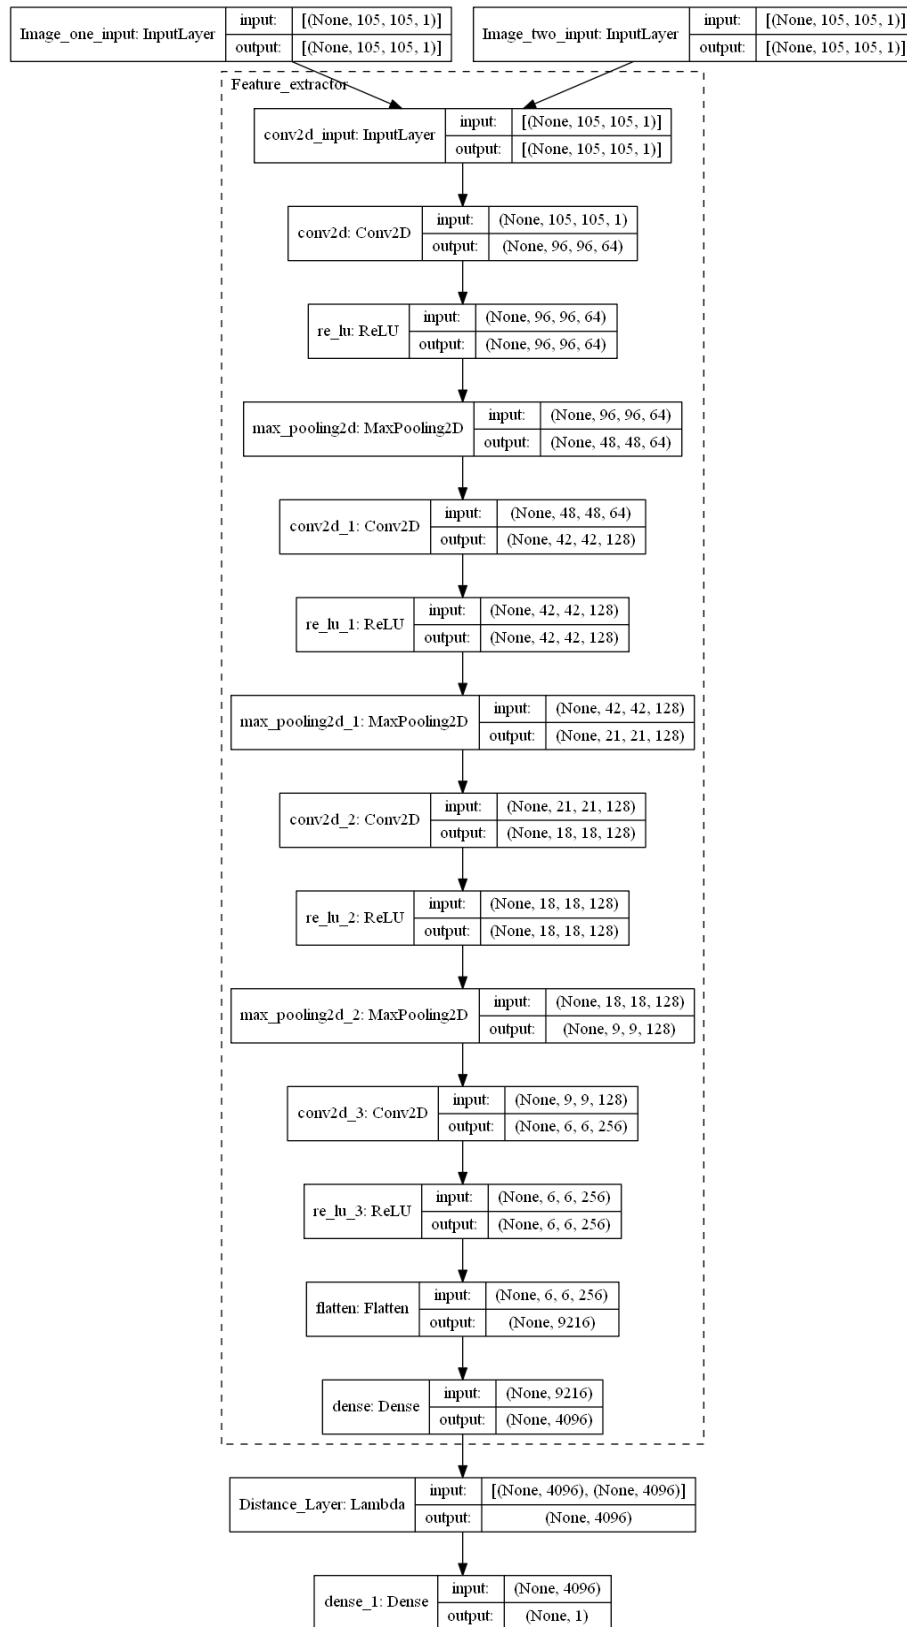 Image_one_input: InputLayer
input: [(None, 105, 105, 1)]
output: [(None, 105, 105, 1)]
Image_two_input: InputLayer
input: [(None, 105, 105, 1)]
output: [(None, 105, 105, 1)]
Feature_extractor
conv2d_input: InputLayer
input: [(None, 105, 105, 1)]
output: [(None, 105, 105, 1)]
conv2d: Conv2D
input: (None, 105, 105, 1)
output: (None, 96, 96, 64)
re_lu: ReLU
input: (None, 96, 96, 64)
output: (None, 96, 96, 64)
max_pooling2d: MaxPooling2D
input: (None, 96, 96, 64)
output: (None, 48, 48, 64)
conv2d_1: Conv2D
input: (None, 48, 48, 64)
output: (None, 42, 42, 128)
re_lu_1: ReLU
input: (None, 42, 42, 128)
output: (None, 42, 42, 128)
max_pooling2d_1: MaxPooling2D
input: (None, 42, 42, 128)
output: (None, 21, 21, 128)
conv2d_2: Conv2D
input: (None, 21, 21, 128)
output: (None, 18, 18, 128)
re_lu_2: ReLU
input: (None, 18, 18, 128)
output: (None, 18, 18, 128)
max_pooling2d_2: MaxPooling2D
input: (None, 18, 18, 128)
output: (None, 9, 9, 128)
conv2d_3: Conv2D
input: (None, 9, 9, 128)
output: (None, 6, 6, 256)
re_lu_3: ReLU
input: (None, 6, 6, 256)
output: (None, 6, 6, 256)
flatten: Flatten
input: (None, 6, 6, 256)
output: (None, 9216)
dense: Dense
input: (None, 9216)
output: (None, 4096)
Distance_Layer: Lambda
input: [(None, 4096), (None, 4096)]
output: (None, 4096)
dense_1: Dense
input: (None, 4096)
output: (None, 1)